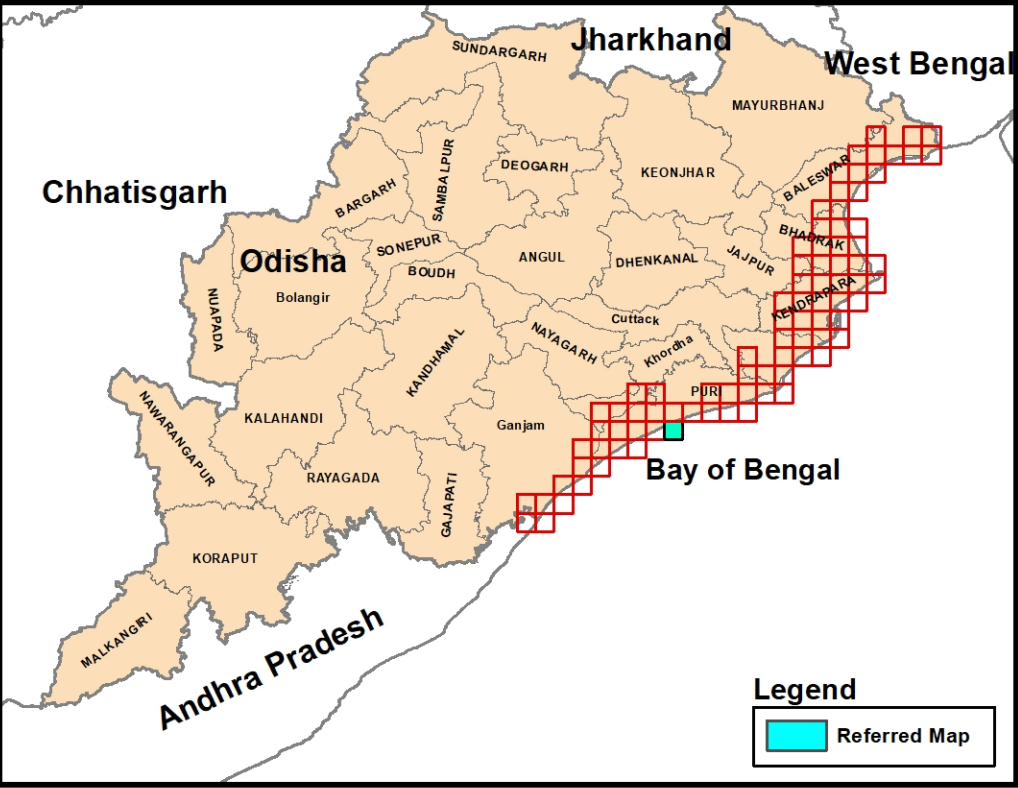 Jharkhand
West Bengal
SUNDARGARH
MAYURBHANJ
Chhatisgarh
SAMBALPUR
DEOGARH
KEONJHAR
BALESWAR
BARGARH
SONEPUR
BHADRAK
Odisha
BOUDH
ANGUL
DHENKANAL
JAJPUR
Bolangir
KENDRAPARA
NUAPADA
Cuttack
NAYAGARH
Khordha
KANDHAMAL
PURI
NAWARANGAPUR
KALAHANDI
Ganjam
Bay of Bengal
RAYAGADA
GAJAPATI
KORAPUT
MALKANGIRI
Andhra Pradesh
Legend
Referred Map